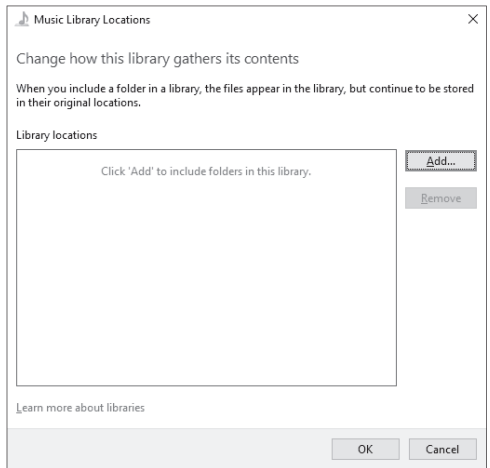 Music Library Locations
Change how this library gathers its contents
When you include a folder in a library, the files appear in the library, but continue to be stored
in their original locations.
Library locations
Click 'Add' to include folders in this library.
Add...
Remove
Learn more about libraries
OK
Cancel